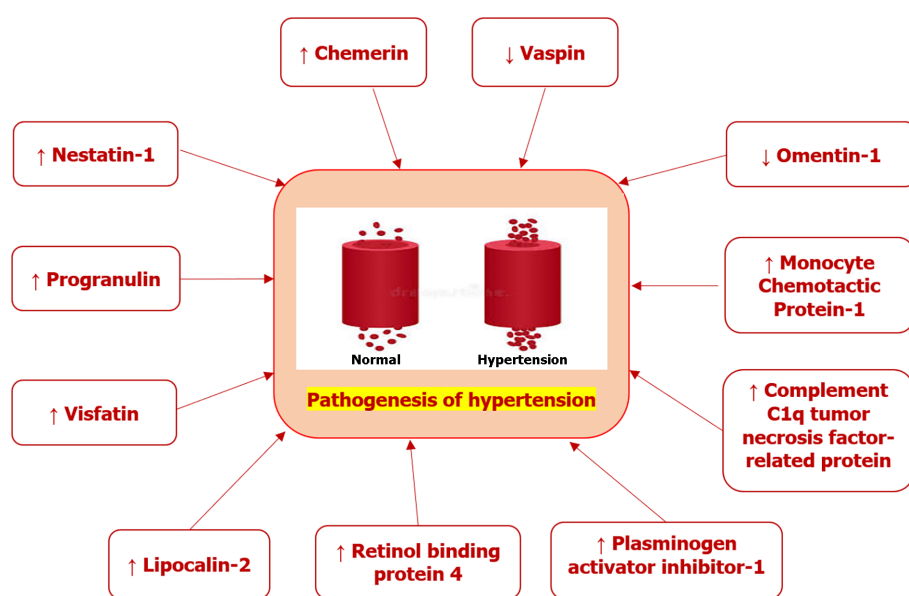 ↑ Chemerin
↓ Vaspin
↑ Nestatin-1
↓ Omentin-1
↑ Progranulin
↑ Monocyte
Chemotactic
Protein-1
Normal
Hypertension
Pathogenesis of hypertension
↑ Visfatin
↑ Complement
C1q tumor
necrosis factor-
related protein
↑ Lipocalin-2
↑ Retinol binding
protein 4
↑ Plasminogen
activator inhibitor-1